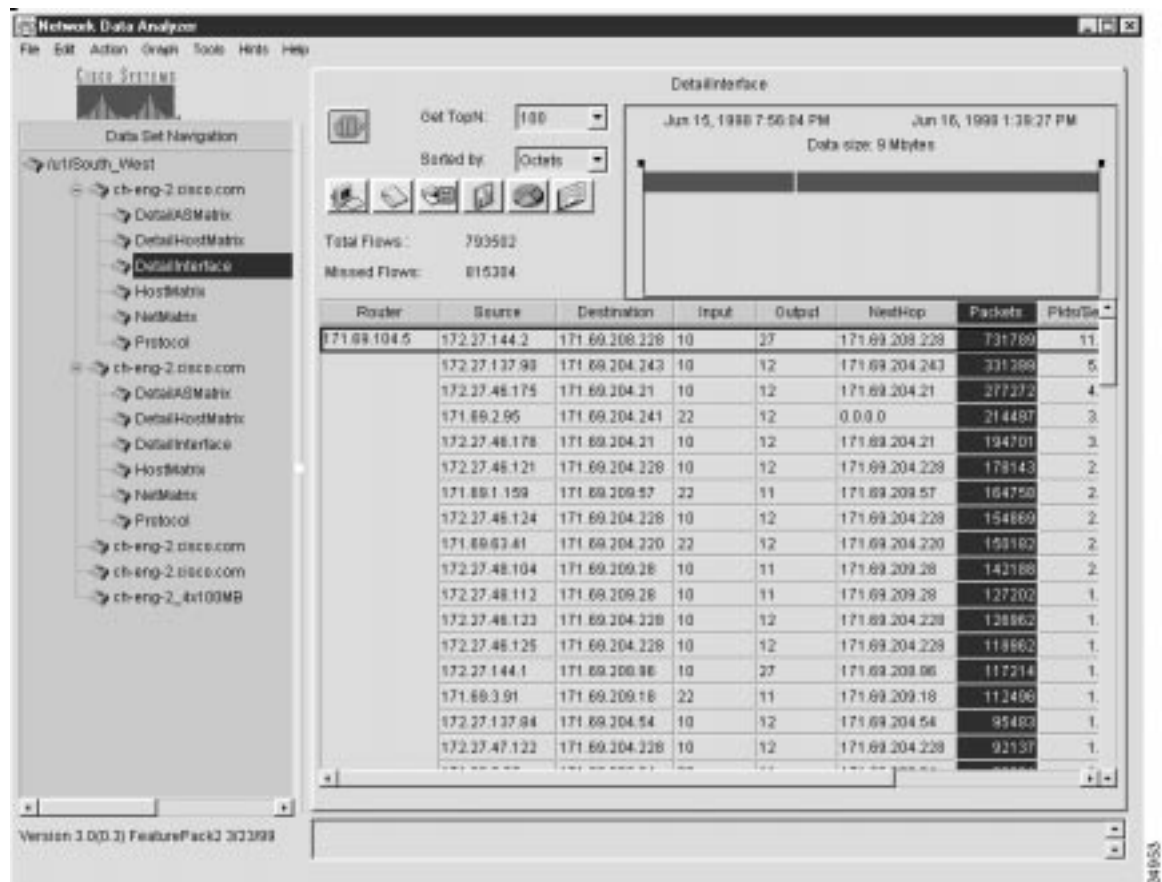 Network Data Analyzer
File Edit Action Graph Tools Hints Help
CISCO SYSTEMS
Data Set Navigation
/u1/South_West
ch-eng-2.cisco.com
DetailASMatrix
DetailHostMatrix
DetailInterface
HostMatrix
NetMatrix
Protocol
ch-eng-2.cisco.com
DetailASMatrix
DetailHostMatrix
DetailInterface
HostMatrix
NetMatrix
Protocol
ch-eng-2.cisco.com
ch-eng-2.cisco.com
ch-eng-2_4x100MB
DetailInterface
Get TopN: 100
Sorted by: Octets
Jun 15, 1998 7:56:04 PM Jun 16, 1998 1:39:27 PM
Data size: 9 Mbytes
Total Flows : 793502
Missed Flows: 815304
Router Source Destination Input Output NextHop Packets
171.69.104.5 172.27.144.2 171.69.208.228 10 27 171.69.208.228 731789 11.
172.27.137.90 171.69.204.243 10 12 171.69.204.243 331399 5.
172.27.46.175 171.69.204.21 10 12 171.69.204.21 277272 4.
171.69.2.95 171.69.204.241 22 12 0.0.0.0 214497 3.
172.27.46.178 171.69.204.21 10 12 171.69.204.21 194701 3.
172.27.46.121 171.69.204.228 10 12 171.69.204.228 178143 2.
171.69.1.159 171.69.209.57 22 11 171.69.209.57 164750 2.
172.27.46.124 171.69.204.228 10 12 171.69.204.228 154869 2.
171.69.63.41 171.69.204.220 22 12 171.69.204.220 2.
172.27.48.104 171.69.209.28 10 11 171.69.209.28 142188 2.
172.27.48.112 171.69.209.28 10 11 171.69.209.28 127202 1.
172.27.46.123 171.69.204.228 10 12 171.69.204.228 1.
172.27.46.125 171.69.204.228 10 12 171.69.204.228 118962 1.
172.27.144.1 10 27 117214 1.
171.69.3.91 171.69.209.18 22 11 171.69.209.18 112496 1.
172.27.137.84 171.69.204.54 10 12 171.69.204.54 95483 1.
172.27.47.122 171.69.204.228 10 12 171.69.204.228 92137 1.
Version 3.0(0.3) FeaturePack2 3/23/99